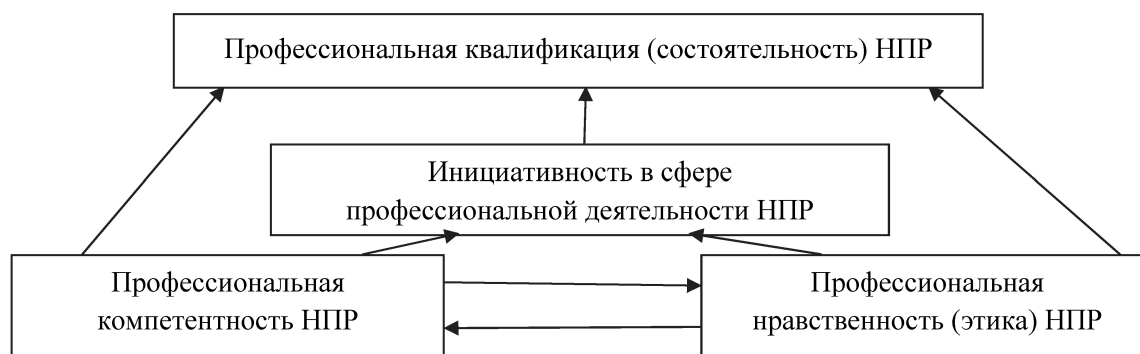 Профессиональная квалификация (состоятельность) НПР
Инициативность в сфере
профессиональной деятельности НПР
Профессиональная
компетентность НПР
Профессиональная
нравственность (этика) НПР